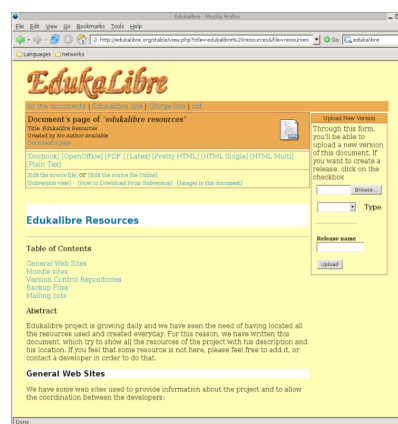 Edukalibre - Mozilla Firefox
File Edit View Go Bookmarks Tools Help
http://edukalibre.org/stable/view.php?title=edukalibre%20resources&file=resourses
Go
edukalibre
Languages networks
EdukaLibre
All the documents | Edukalibre Site | Gforge Site | rdf
Document's page of "edukalibre resources"
Title Edukalibre Resources
Created by No Author Available
Document's page
[Docbook] [OpenOffice] [PDF ] [Latex] [Pretty HTML] [HTML Single] [HTML Multi]
[Plain Text]
[Edit the source file] or [Edit the source file Online]
[Subversion view] [How to Download From Subversion] [Images in this document]
Upload New Version
Through this form,
you'll be able to
upload a new version
of this document. If
you want to create a
release, click on the
checkbox
Browse...
Type
Release name
Upload
Edukalibre Resources
Table of Contents
General Web Sites
Moodle sites
Version Control Repositories
Backup Files
Mailing lists
Abstract
Edukalibre project is growing daily and we have seen the need of having located all
the resources used and created everyday. For this reason, we have written this
document, which try to show all the resources of the project with his description and
his location. If you feel that some resource is not here, please feel free to add it, or
contact a developer in order to do that.
General Web Sites
We have some web sites used to provide information about the project and to allow
the coordination between the developers:
Done